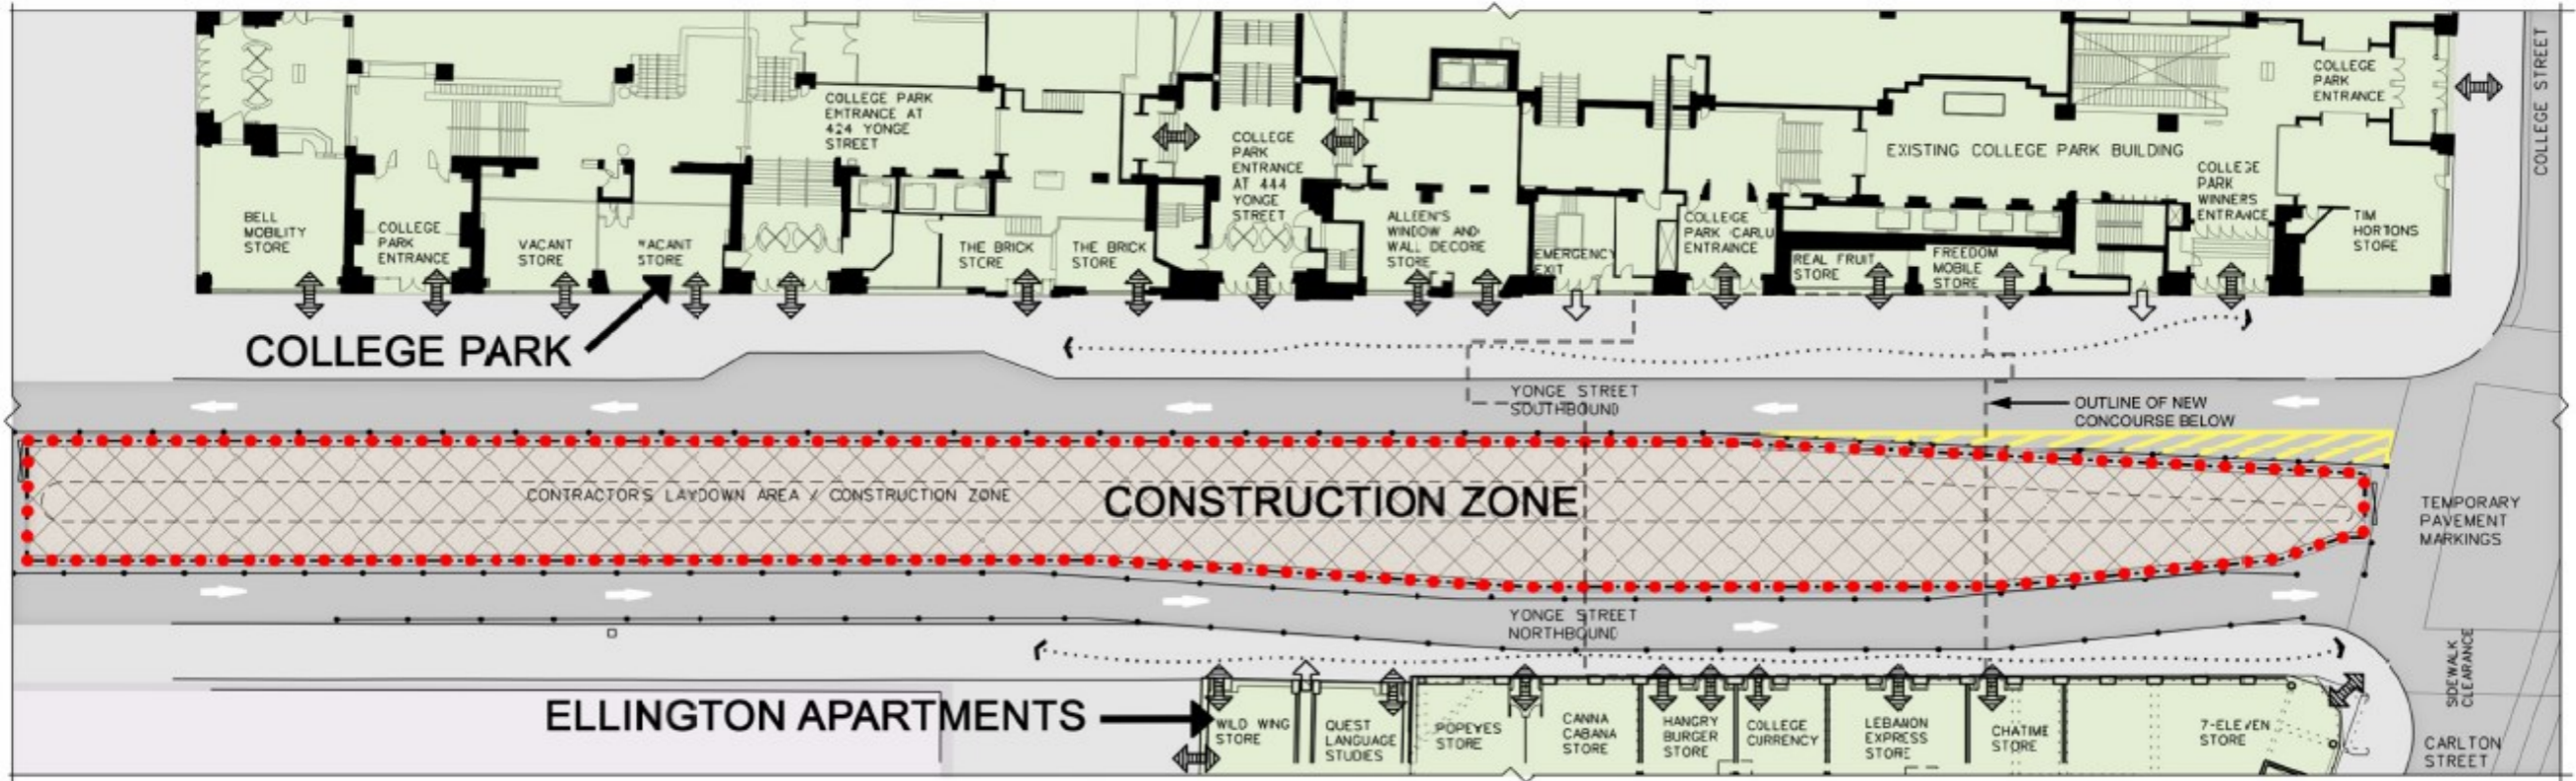 COLLEGE STREET
COLLEGE
PARK
ENTRANCE
COLLEGE PARK
ENTRANCE AT
424 YONGE
STREET
COLLEGE
PARK
ENTRANCE
AT 444
YONGE
STREET
EXISTING COLLEGE PARK BUILDING
COLLEGE
PARK
WINNERS
ENTRANCE
BELL
MOBILITY
STORE
COLLEGE
PARK
ENTRANCE
VACANT
STORE
VACANT
STORE
THE BRICK
STORE
THE BRICK
STORE
ALLEEN'S
WINDOW AND
WALL DECORE
STORE
EMERGENCY
EXIT
COLLEGE
PARK CARLU
ENTRANCE
REAL FRUIT
STORE
FREEDOM
MOBILE
STORE
TIM
HORTIONS
STORE
COLLEGE PARK
YONGE STREET
SOUTHBOUND
OUTLINE OF NEW
CONCOURSE BELOW
CONTRACTORS LAYDOWN AREA / CONSTRUCTION ZONE
CONSTRUCTION ZONE
TEMPORARY
PAVEMENT
MARKINGS
YONGE STREET
NORTHBOUND
SIDEWALK
CLEARANCE
ELLINGTON APARTMENTS
WILD WING
STORE
QUEST
LANGUAGE
STUDIES
POPEYES
STORE
CANNA
CABANA
STORE
HANGRY
BURGER
STORE
COLLEGE
CURRENCY
LEBANON
EXPRESS
STORE
CHATIME
STORE
7-ELEVEN
STORE
CARLTON
STREET